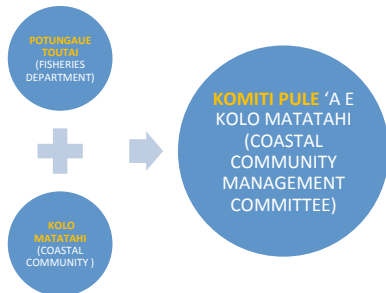 POTUNGAUE
TOUTAI
(FISHERIES
DEPARTMENT)
KOLO
MATATAHI
(COASTAL
COMMUNITY )
KOMITI PULE ‘A E
KOLO MATATAHI
(COASTAL
COMMUNITY
MANAGEMENT
COMMITTEE)